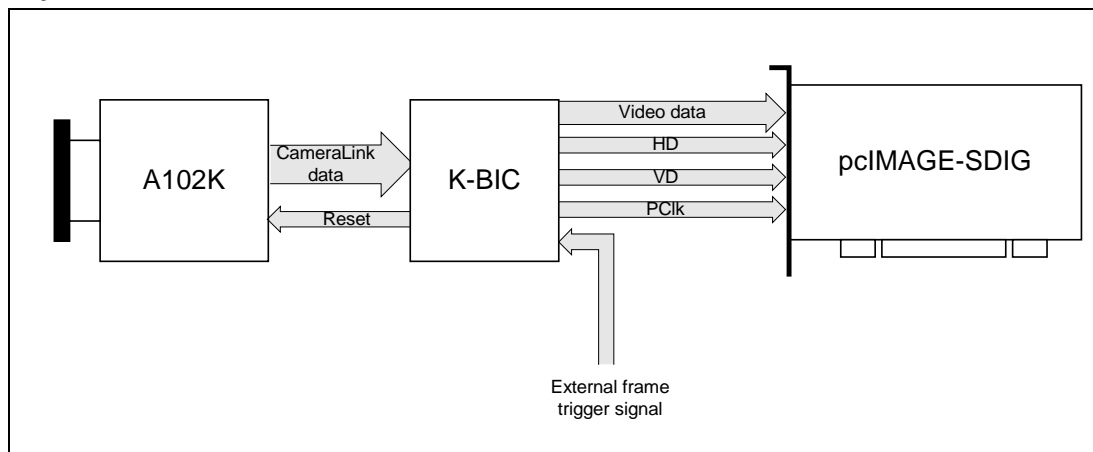 A102K
CameraLink
data
Reset
K-BIC
Video data
HD
VD
PClk
pcIMAGE-SDIG
External frame
trigger signal